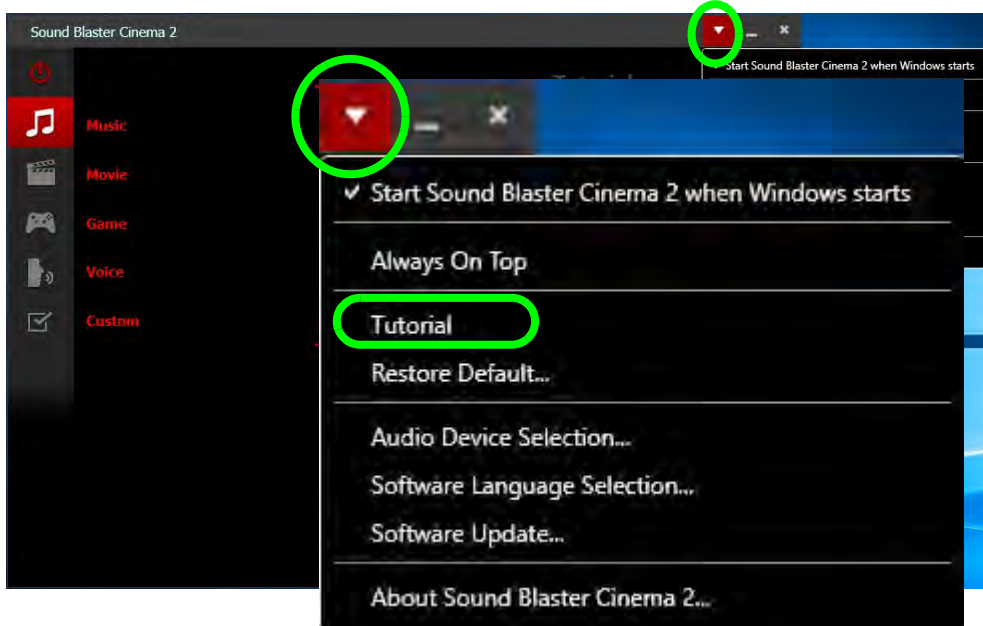 Sound Blaster Cinema 2
Start Sound Blaster Cinema 2 when Windows starts
Tutorial
Music
Movie
Game
Voice
Custom
Start Sound Blaster Cinema 2 when Windows starts
Always On Top
Tutorial
Restore Default...
Audio Device Selection...
Software Language Selection...
Software Update...
About Sound Blaster Cinema 2...